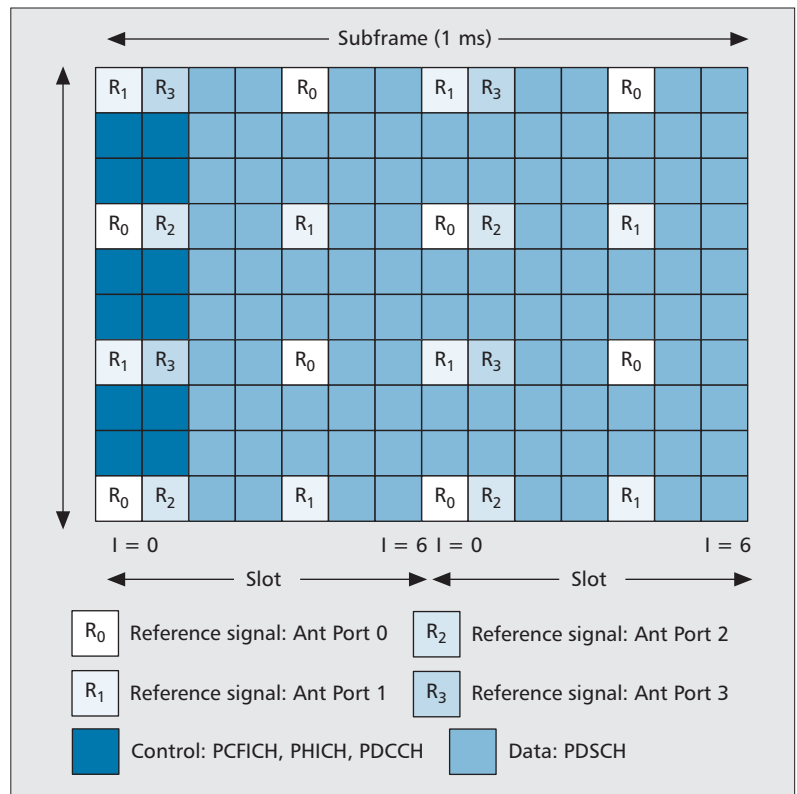 Subframe (1 ms)
R₁ R₃ R₀ R₁ R₃ R₀
R₀ R₂ R₁ R₀ R₂ R₁
R₁ R₃ R₀ R₁ R₃ R₀
R₀ R₂ R₁ R₀ R₂ R₁
I = 0 I = 6 I = 0 I = 6
Slot Slot
R₀ Reference signal: Ant Port 0 R₂ Reference signal: Ant Port 2
R₁ Reference signal: Ant Port 1 R₃ Reference signal: Ant Port 3
Control: PCFICH, PHICH, PDCCH Data: PDSCH